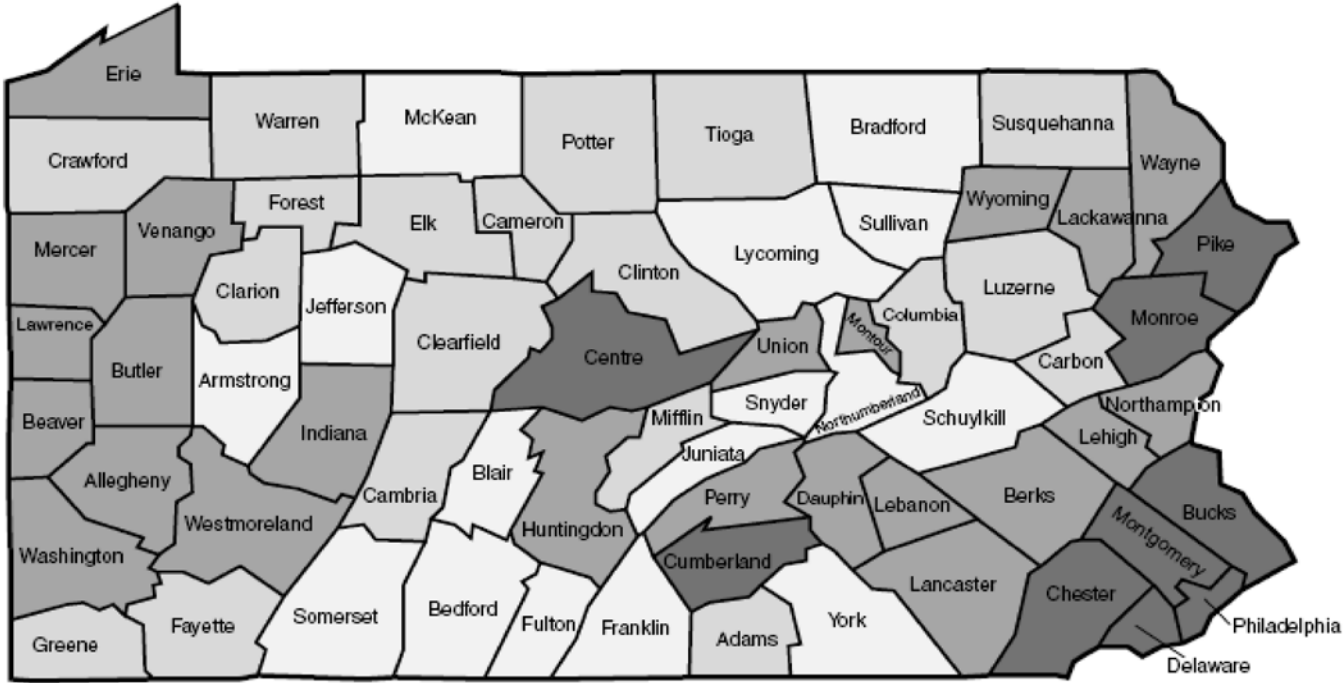 Erie
Warren
McKean
Potter
Tioga
Bradford
Susquehanna
Wayne
Crawford
Forest
Elk
Cameron
Wyoming
Lackawanna
Pike
Mercer
Venango
Clarion
Jefferson
Clinton
Lycoming
Sullivan
Luzerne
Monroe
Lawrence
Butler
Armstrong
Clearfield
Centre
Union
Montour
Columbia
Carbon
Beaver
Indiana
Mifflin
Snyder
Northumberland
Schuylkill
Northampton
Lehigh
Allegheny
Westmoreland
Cambria
Blair
Huntingdon
Juniata
Perry
Dauphin
Lebanon
Berks
Montgomery
Bucks
Washington
Cumberland
Lancaster
Chester
Greene
Fayette
Somerset
Bedford
Fulton
Franklin
Adams
York
Philadelphia
Delaware